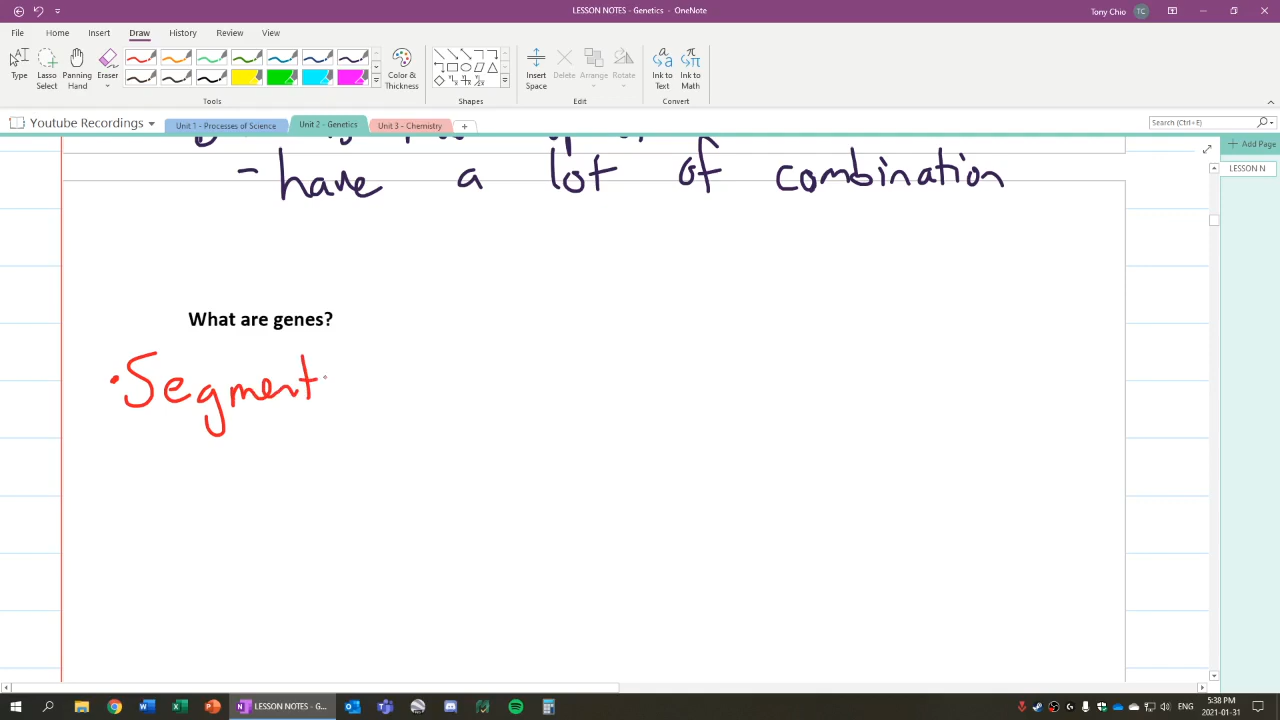 LESSON NOTES - Genetics - OneNote
Tony Chio TC
File Home Insert Draw History Review View
Type Lasso Select Panning Hand Eraser
Color & Thickness
Insert Space Delete Arrange Rotate
Ink to Text Ink to Math
Tools Shapes Edit Convert
Youtube Recordings Unit 1 - Processes of Science Unit 2 - Genetics Unit 3 - Chemistry
Search (Ctrl+E)
Add Page
LESSON N
- have a lot of combination
What are genes?
• Segment
LESSON NOTES - G...
ENG
5:38 PM
2021-01-31